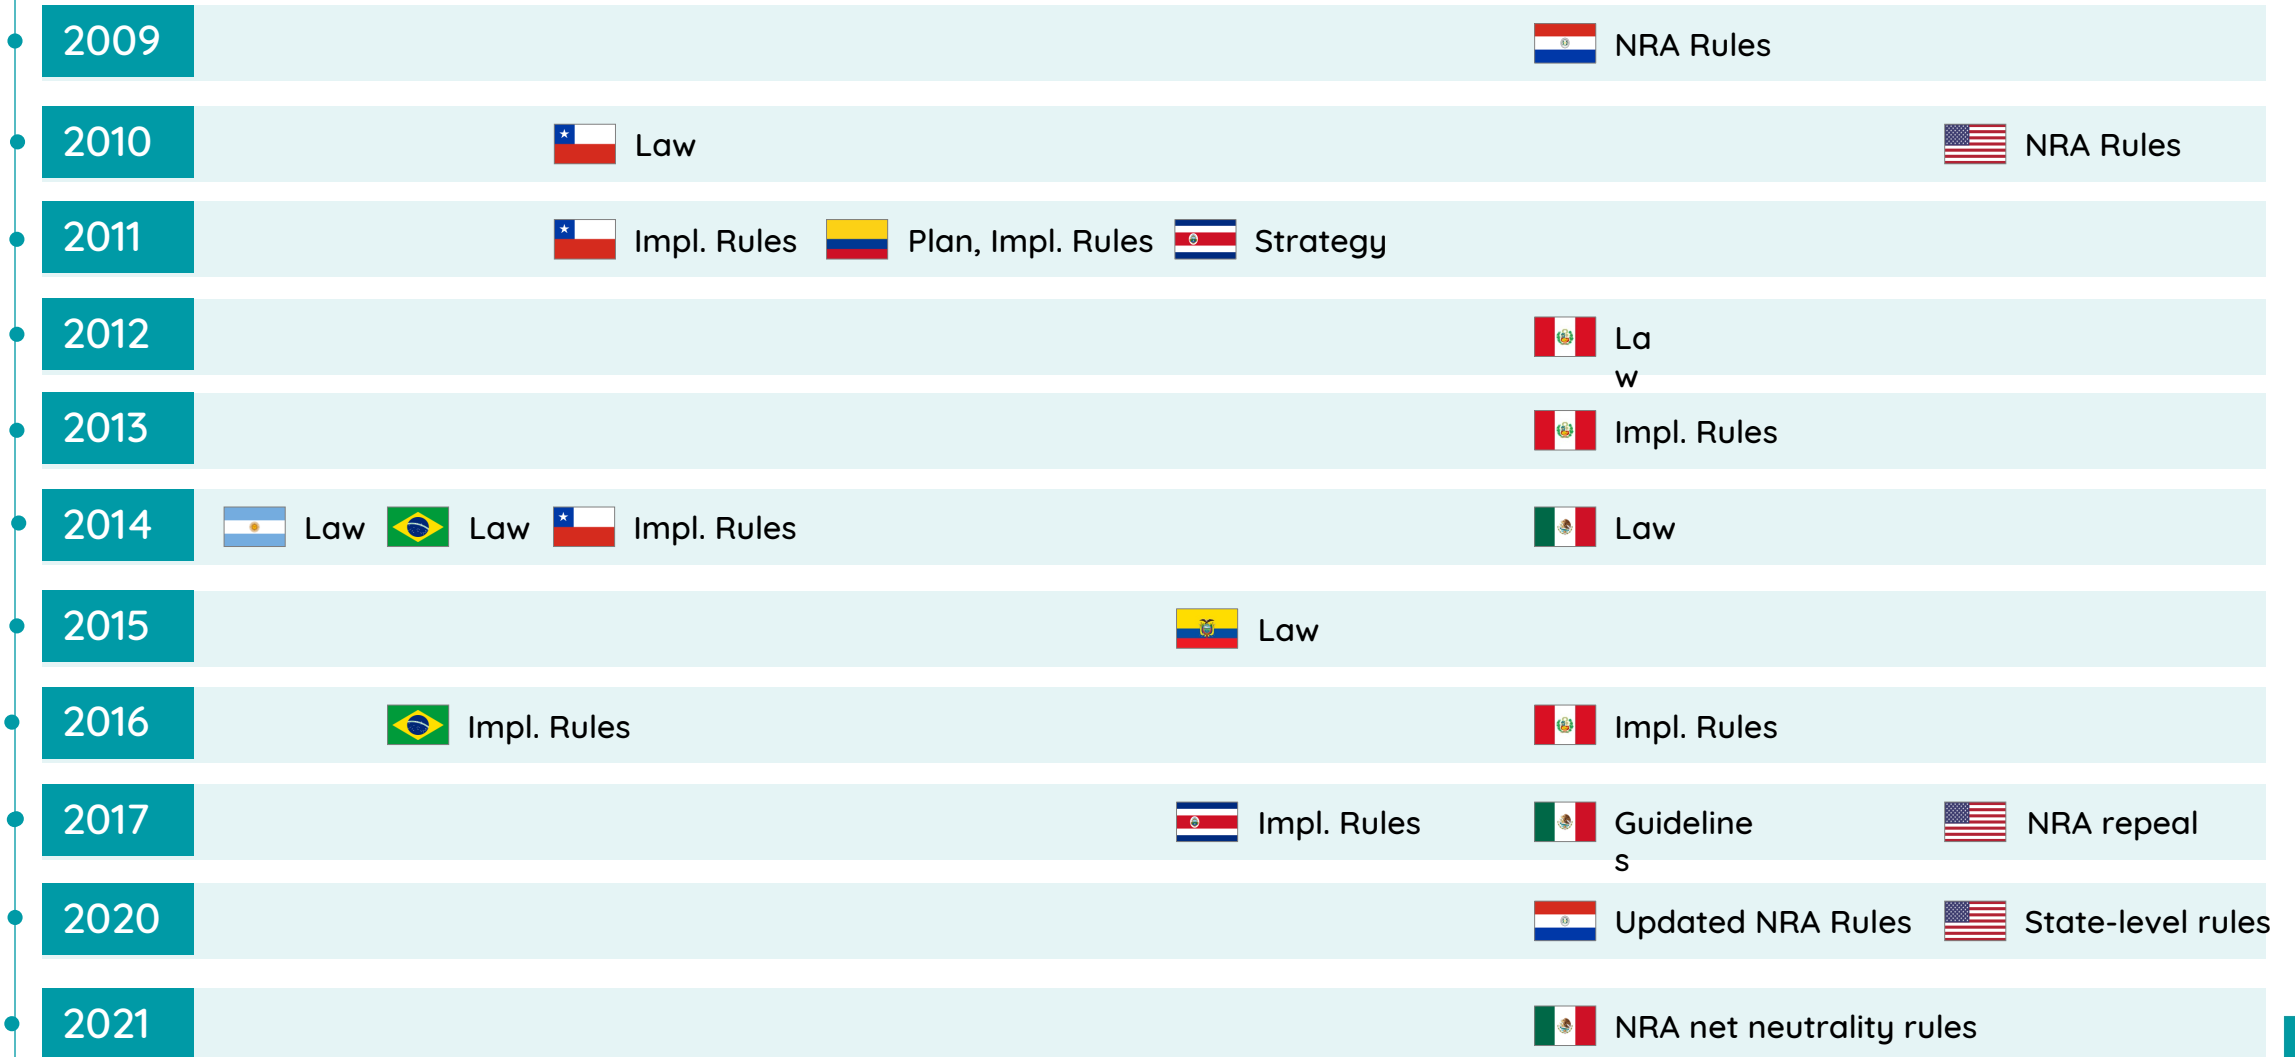 2009 NRA Rules
2010 Law NRA Rules
2011 Impl. Rules Plan, Impl. Rules Strategy
2012 La
w
2013 Impl. Rules
2014 Law Law Impl. Rules Law
2015 Law
2016 Impl. Rules Impl. Rules
2017 Impl. Rules Guideline NRA repeal
s
2020 Updated NRA Rules State-level rules
2021 NRA net neutrality rules